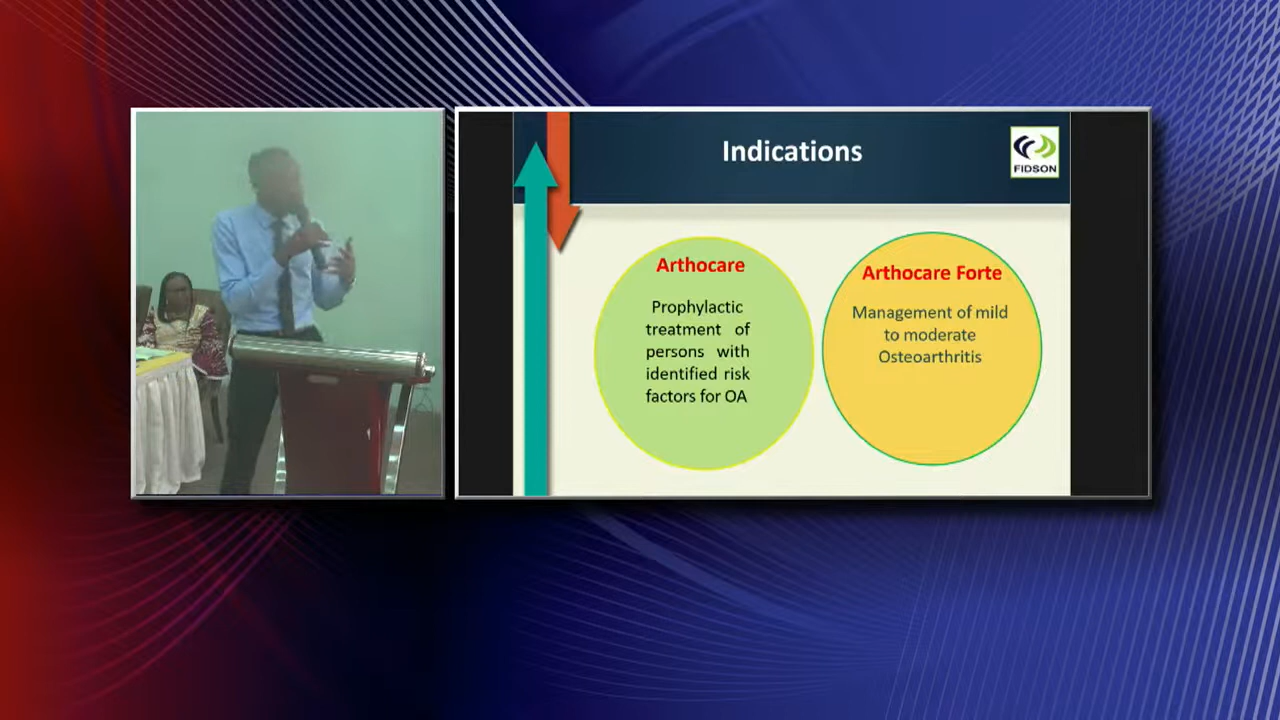 Indications
FIDSON
Arthocare
Prophylactic
treatment of
persons with
identified risk
factors for OA
Arthocare Forte
Management of mild
to moderate
Osteoarthritis